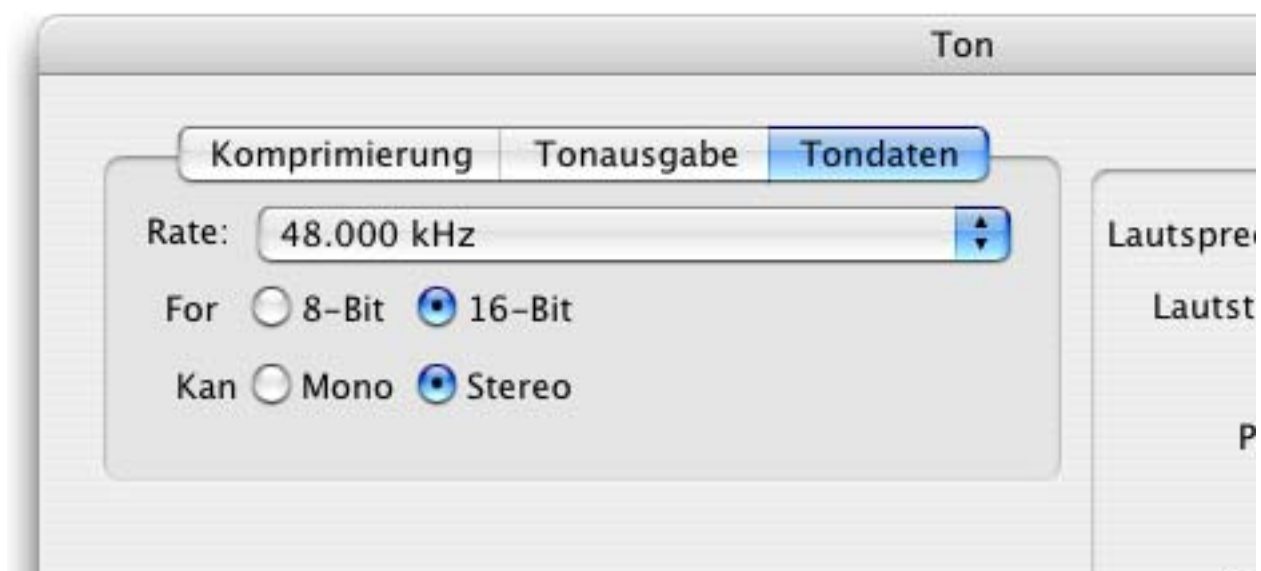 Ton
Komprimierung Tonausgabe Tondaten
Rate: 48.000 kHz
For 8-Bit 16-Bit
Kan Mono Stereo
Lautspre
Lautst
P